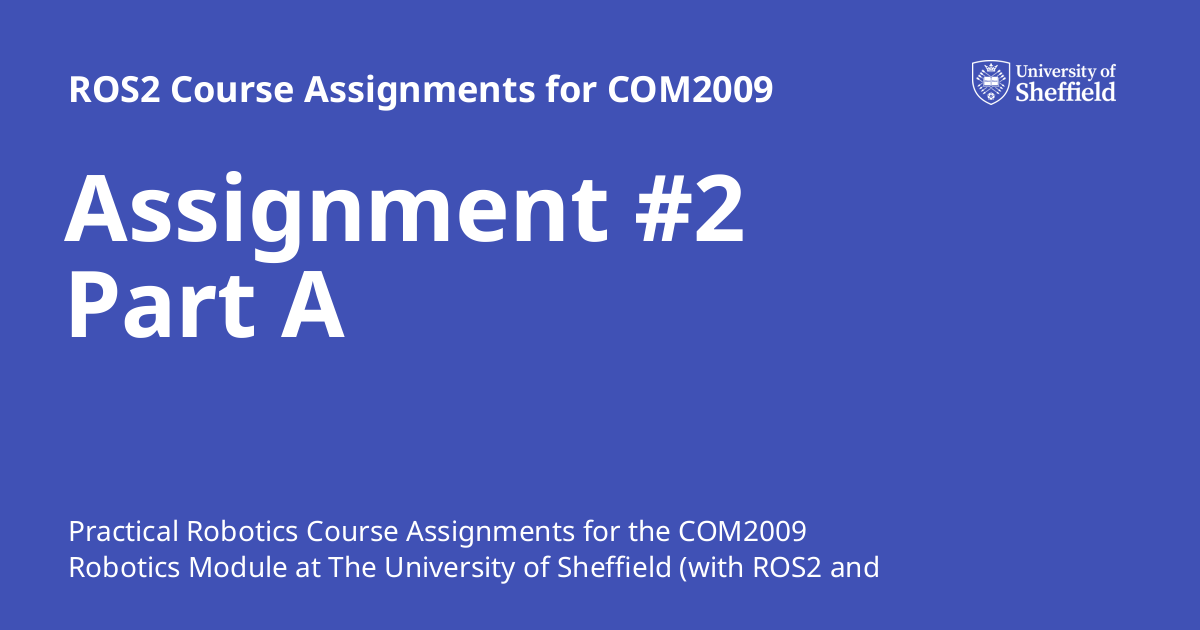 ROS2 Course Assignments for COM2009
University of
Sheffield
Assignment #2
Part A
Practical Robotics Course Assignments for the COM2009
Robotics Module at The University of Sheffield (with ROS2 and